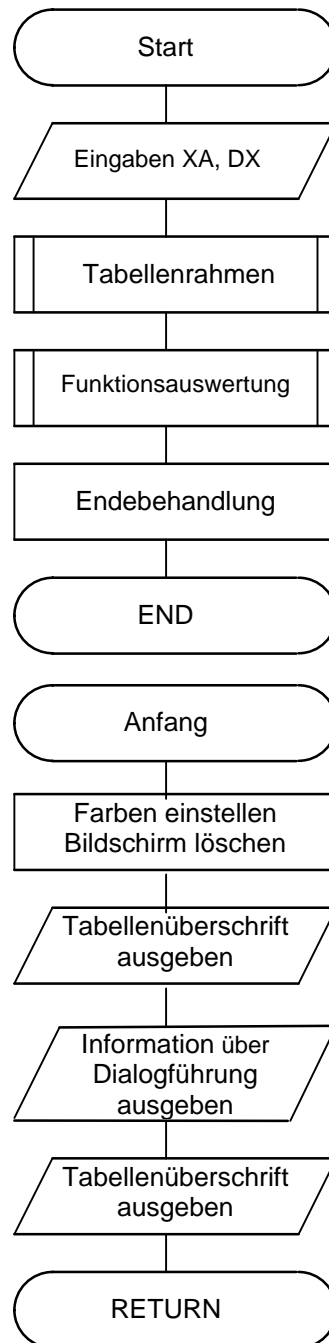 Start
Eingaben XA, DX
Tabellenrahmen
Funktionsauswertung
Endebehandlung
END
Anfang
Farben einstellen
Bildschirm löschen
Tabellenüberschrift
ausgeben
Information über
Dialogführung
ausgeben
Tabellenüberschrift
ausgeben
RETURN